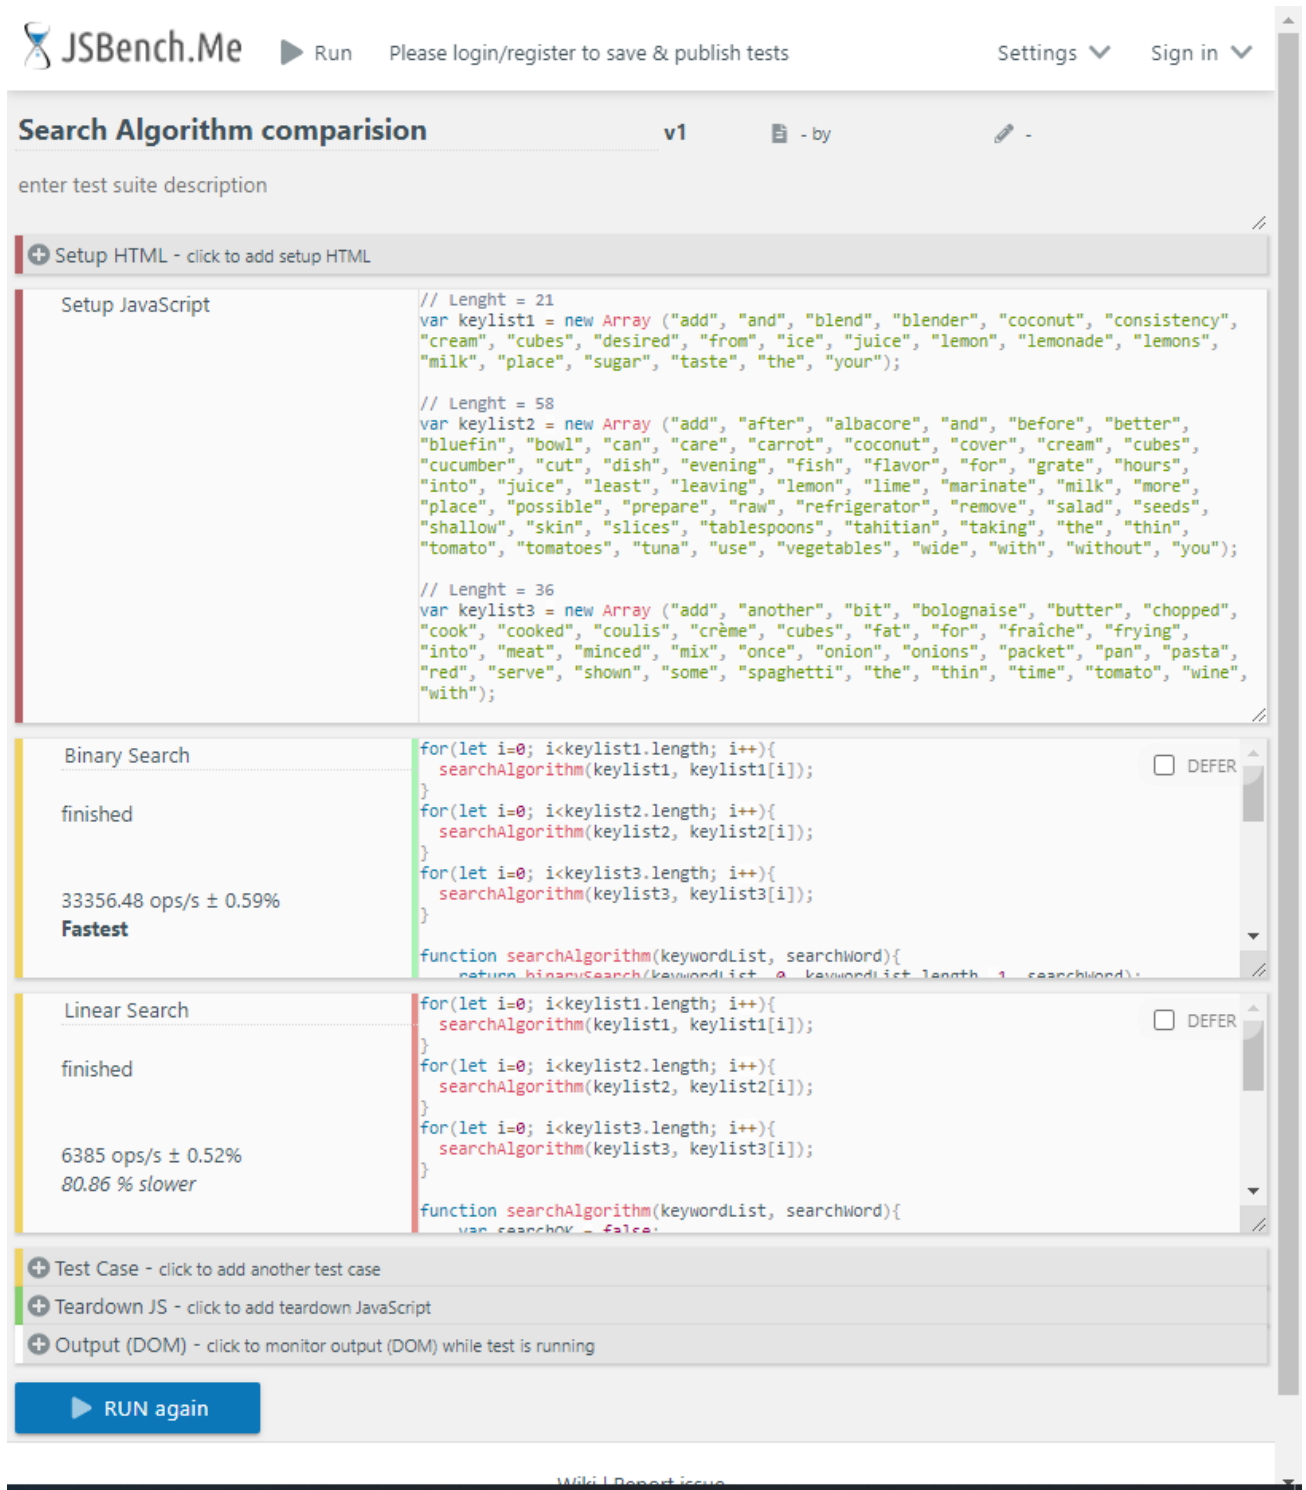 JSBench.Me Run Please login/register to save & publish tests Settings Sign in
Search Algorithm comparision v1 - by -
enter test suite description
Setup HTML - click to add setup HTML
Setup JavaScript
// Lenght = 21
var keylist1 = new Array ("add", "and", "blend", "blender", "coconut", "consistency",
"cream", "cubes", "desired", "from", "ice", "juice", "lemon", "lemonade", "lemons",
"milk", "place", "sugar", "taste", "the", "your");
// Lenght = 58
var keylist2 = new Array ("add", "after", "albacore", "and", "before", "better",
"bluefin", "bowl", "can", "care", "carrot", "coconut", "cover", "cream", "cubes",
"cucumber", "cut", "dish", "evening", "fish", "flavor", "for", "grate", "hours",
"into", "juice", "least", "leaving", "lemon", "lime", "marinate", "milk", "more",
"place", "possible", "prepare", "raw", "refrigerator", "remove", "salad", "seeds",
"shallow", "skin", "slices", "tablespoons", "tahitian", "taking", "the", "thin",
"tomato", "tomatoes", "tuna", "use", "vegetables", "wide", "with", "without", "you");
// Lenght = 36
var keylist3 = new Array ("add", "another", "bit", "bolognaise", "butter", "chopped",
"cook", "cooked", "coulis", "crème", "cubes", "fat", "for", "fraîche", "frying",
"into", "meat", "minced", "mix", "once", "onion", "onions", "packet", "pan", "pasta",
"red", "serve", "shown", "some", "spaghetti", "the", "thin", "time", "tomato", "wine",
"with");
Binary Search
finished
33356.48 ops/s ± 0.59%
Fastest
for(let i=0; i<keylist1.length; i++){
searchAlgorithm(keylist1, keylist1[i]);
}
for(let i=0; i<keylist2.length; i++){
searchAlgorithm(keylist2, keylist2[i]);
}
for(let i=0; i<keylist3.length; i++){
searchAlgorithm(keylist3, keylist3[i]);
}
function searchAlgorithm(keywordList, searchWord){
return binarySearch(keywordList, 0, keywordList.length, 1, searchWord);
DEFER
Linear Search
finished
6385 ops/s ± 0.52%
80.86 % slower
for(let i=0; i<keylist1.length; i++){
searchAlgorithm(keylist1, keylist1[i]);
}
for(let i=0; i<keylist2.length; i++){
searchAlgorithm(keylist2, keylist2[i]);
}
for(let i=0; i<keylist3.length; i++){
searchAlgorithm(keylist3, keylist3[i]);
}
function searchAlgorithm(keywordList, searchWord){
var searchOK = false;
DEFER
Test Case - click to add another test case
Teardown JS - click to add teardown JavaScript
Output (DOM) - click to monitor output (DOM) while test is running
RUN again
Wiki | Report issue